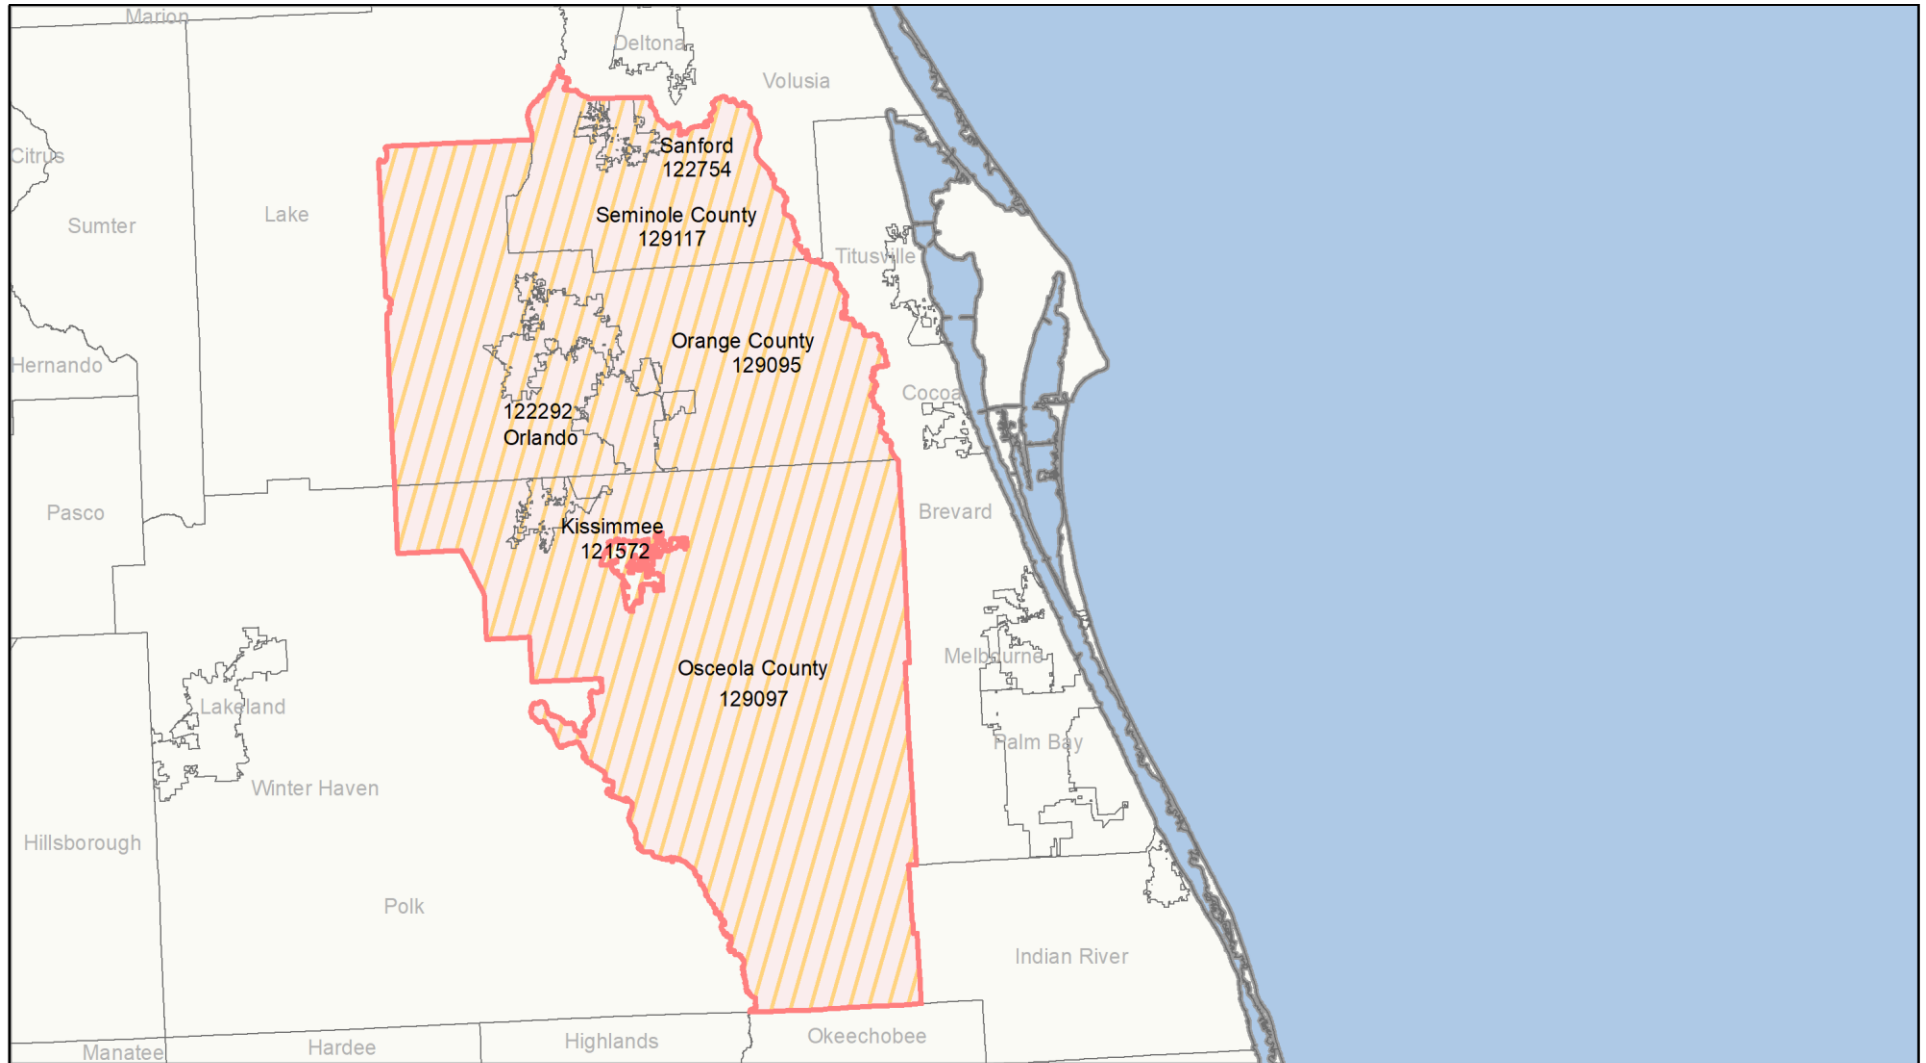 Marion
Deltona
Volusia
Citrus
Sanford
122754
Sumter
Lake
Seminole County
129117
Titusville
Hernando
Orange County
129095
Cocoa
122292
Orlando
Pasco
Brevard
Kissimmee
121572
Melbourne
Osceola County
129097
Lakeland
Palm Bay
Winter Haven
Hillsborough
Polk
Indian River
Okeechobee
Highlands
Hardee
Manatee